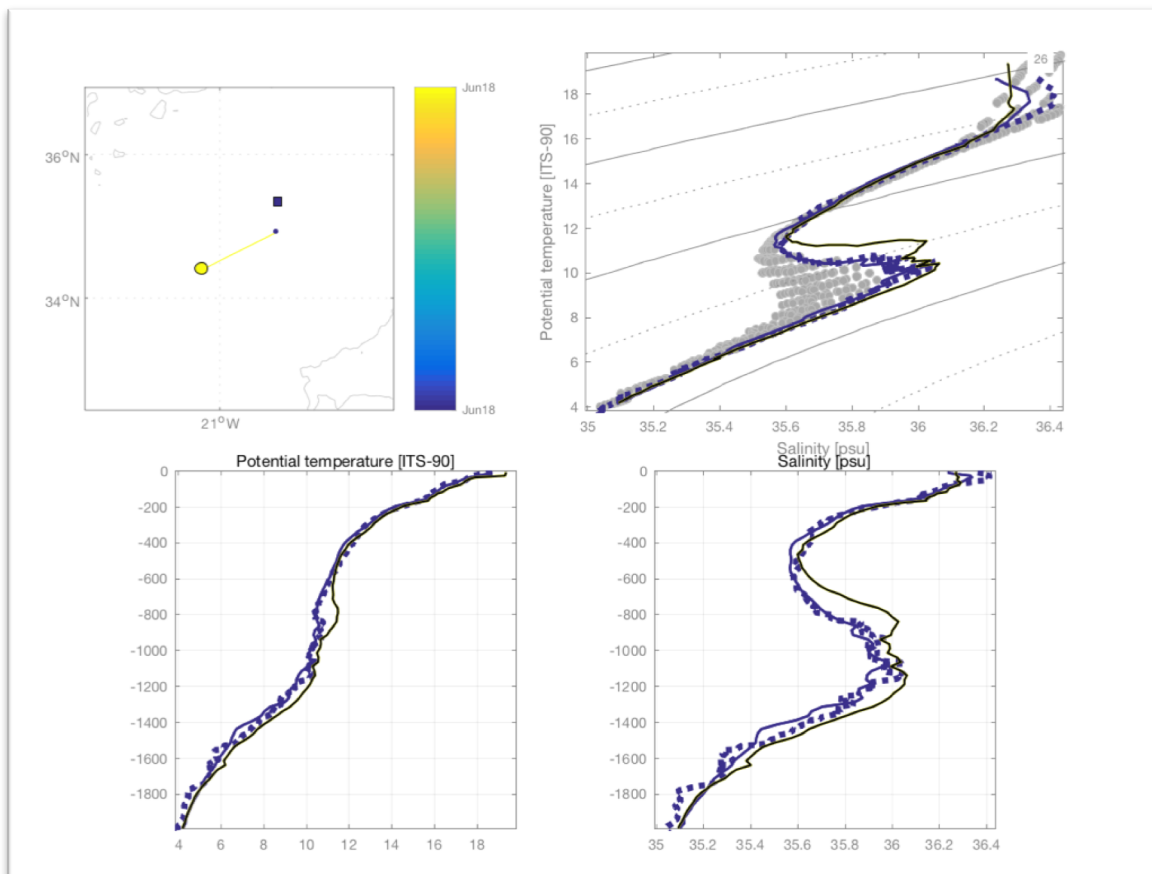 Jun18
36°N
34°N
21°W
Jun18
26
18
16
14
12
10
8
6
4
Potential temperature [ITS-90]
35 35.2 35.4 35.6 35.8 36 36.2 36.4
Salinity [psu]
Potential temperature [ITS-90]
0
-200
-400
-600
-800
-1000
-1200
-1400
-1600
-1800
4 6 8 10 12 14 16 18
Salinity [psu]
0
-200
-400
-600
-800
-1000
-1200
-1400
-1600
-1800
35 35.2 35.4 35.6 35.8 36 36.2 36.4